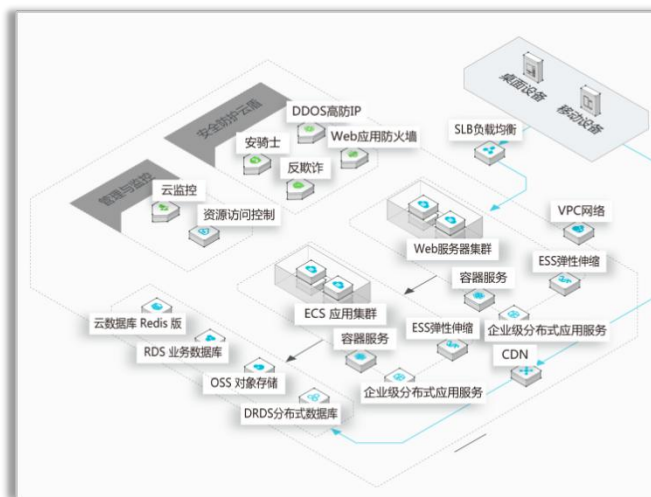 桌面设备
移动设备
安全防护云盾
DDOS高防IP
安骑士
Web应用防火墙
反欺诈
SLB负载均衡
管理与监控
云监控
资源访问控制
VPC网络
Web服务器集群
ESS弹性伸缩
容器服务
ECS 应用集群
企业级分布式应用服务
云数据库 Redis 版
ESS弹性伸缩
容器服务
RDS 业务数据库
CDN
OSS 对象存储
企业级分布式应用服务
DRDS分布式数据库